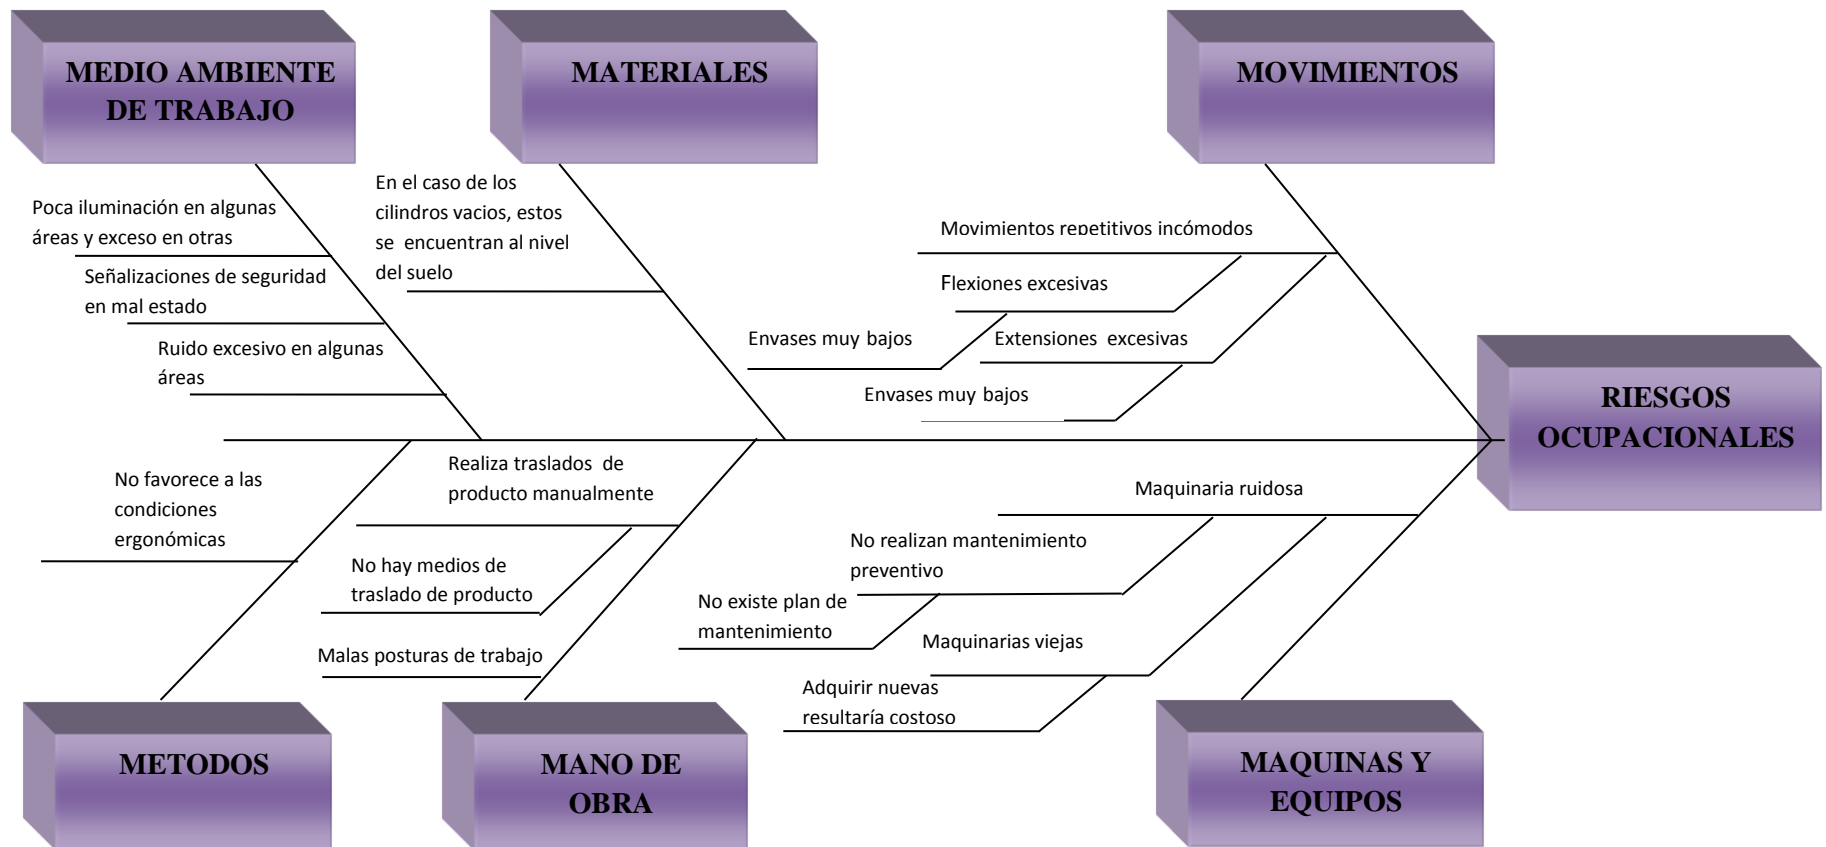 MEDIO AMBIENTE
DE TRABAJO
MATERIALES
MOVIMIENTOS
Poca iluminación en algunas
áreas y exceso en otras
Señalizaciones de seguridad
en mal estado
Ruido excesivo en algunas
áreas
En el caso de los
cilindros vacios, estos
se encuentran al nivel
del suelo
Movimientos repetitivos incómodos
Flexiones excesivas
Envases muy bajos
Extensiones excesivas
Envases muy bajos
RIESGOS
OCUPACIONALES
No favorece a las
condiciones
ergonómicas
Realiza traslados de
producto manualmente
No hay medios de
traslado de producto
Malas posturas de trabajo
Maquinaria ruidosa
No realizan mantenimiento
preventivo
No existe plan de
mantenimiento
Maquinarias viejas
Adquirir nuevas
resultaría costoso
METODOS
MANO DE
OBRA
MAQUINAS Y
EQUIPOS